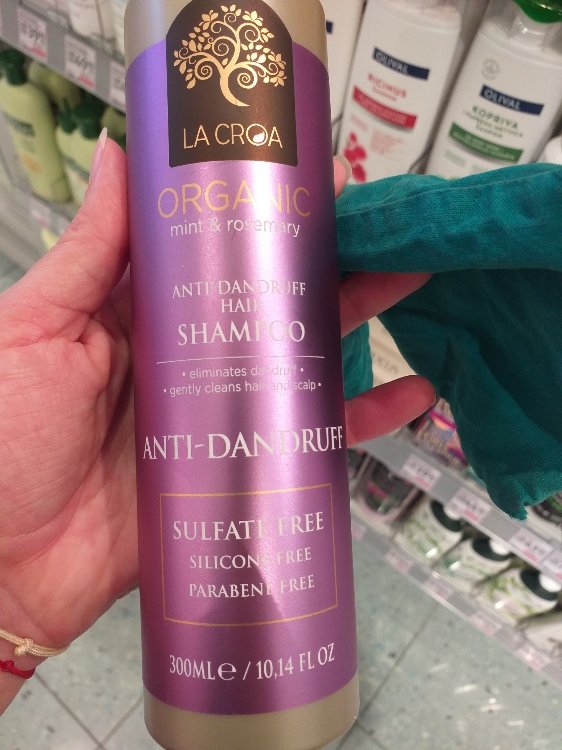 LA CROA
ORGANIC
mint & rosemary
ANTI DANDRUFF
HAIR
SHAMPOO
• eliminates dandruff •
• gently cleans hair and scalp •
ANTI-DANDRUFF
SULFATE FREE
SILICONE FREE
PARABENE FREE
300ML e / 10,14 FL OZ
OLIVAL
RICINUS
OLIVAL
KOPRIVA